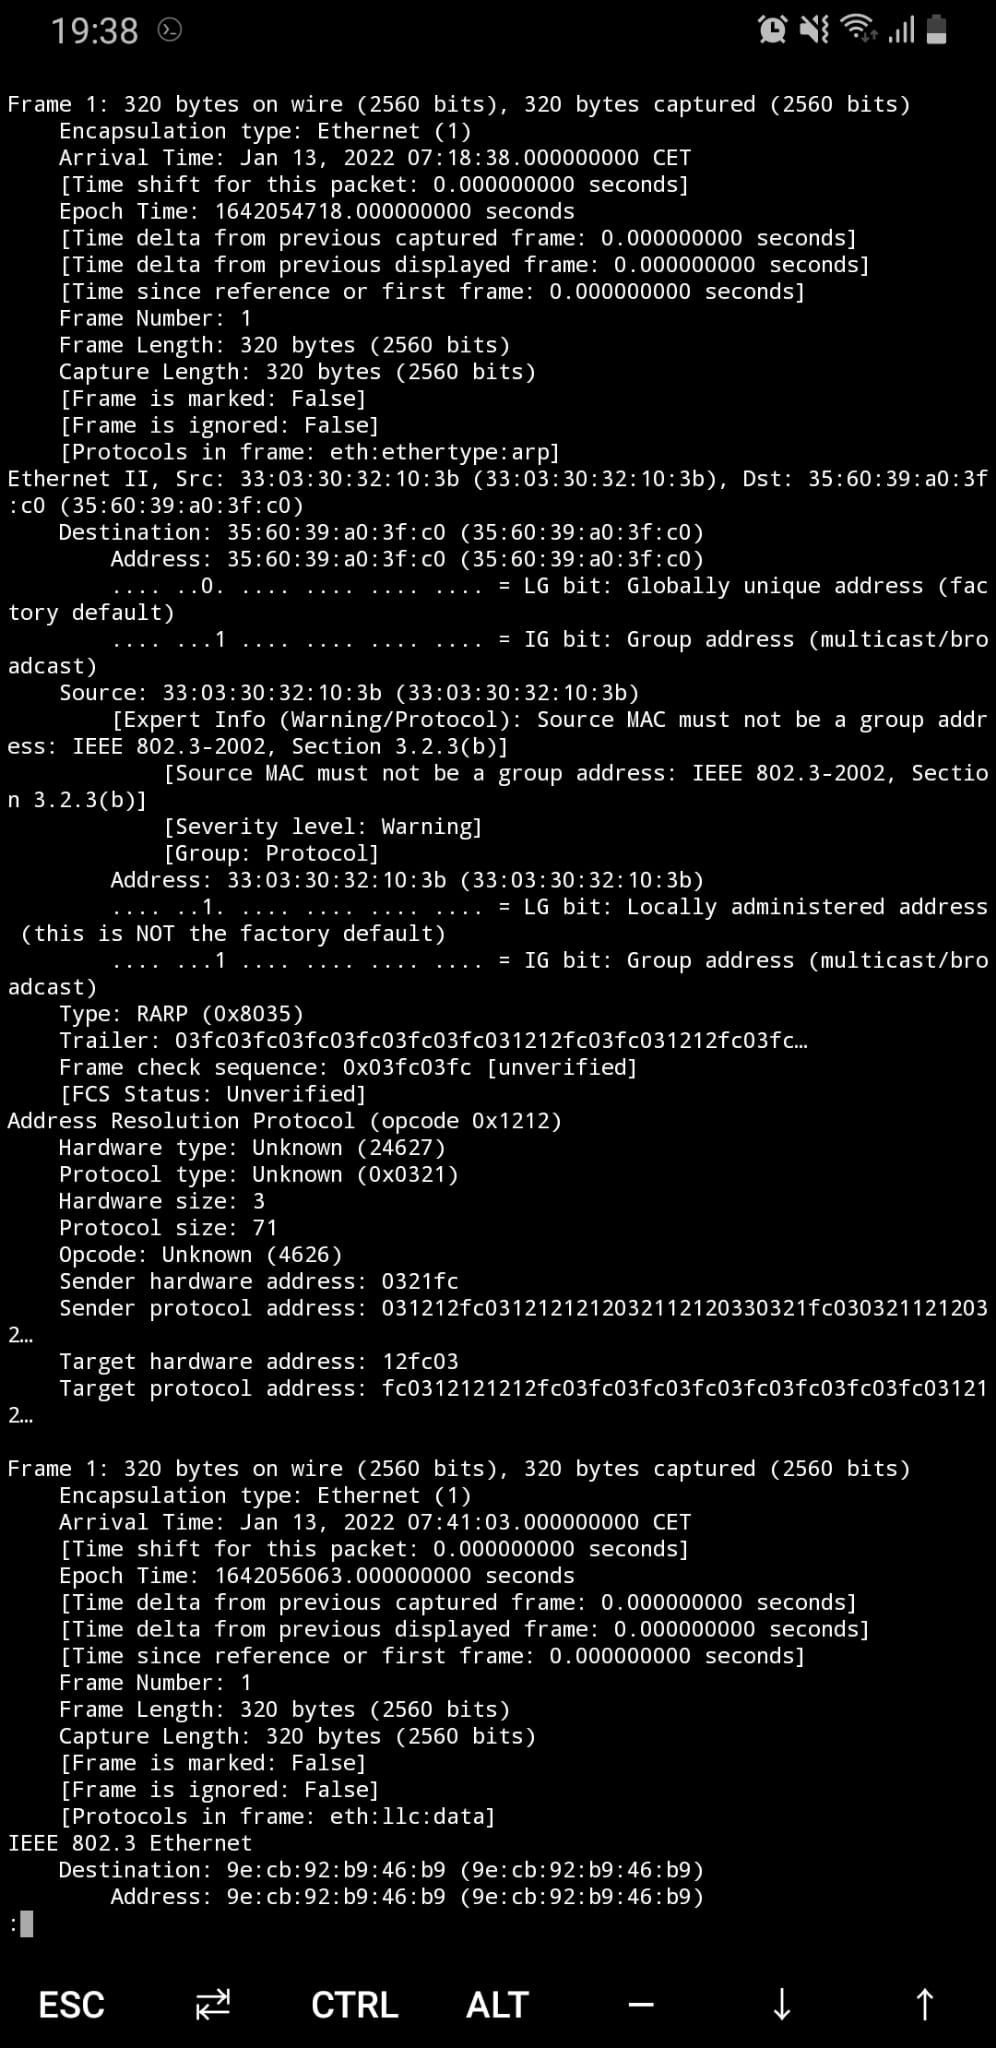 19:38
Frame 1: 320 bytes on wire (2560 bits), 320 bytes captured (2560 bits)
    Encapsulation type: Ethernet (1)
    Arrival Time: Jan 13, 2022 07:18:38.000000000 CET
    [Time shift for this packet: 0.000000000 seconds]
    Epoch Time: 1642054718.000000000 seconds
    [Time delta from previous captured frame: 0.000000000 seconds]
    [Time delta from previous displayed frame: 0.000000000 seconds]
    [Time since reference or first frame: 0.000000000 seconds]
    Frame Number: 1
    Frame Length: 320 bytes (2560 bits)
    Capture Length: 320 bytes (2560 bits)
    [Frame is marked: False]
    [Frame is ignored: False]
    [Protocols in frame: eth:ethertype:arp]
Ethernet II, Src: 33:03:30:32:10:3b (33:03:30:32:10:3b), Dst: 35:60:39:a0:3f
:c0 (35:60:39:a0:3f:c0)
    Destination: 35:60:39:a0:3f:c0 (35:60:39:a0:3f:c0)
        Address: 35:60:39:a0:3f:c0 (35:60:39:a0:3f:c0)
        .... ..0. .... .... .... .... = LG bit: Globally unique address (fac
tory default)
        .... ...1 .... .... .... .... = IG bit: Group address (multicast/bro
adcast)
    Source: 33:03:30:32:10:3b (33:03:30:32:10:3b)
        [Expert Info (Warning/Protocol): Source MAC must not be a group addr
ess: IEEE 802.3-2002, Section 3.2.3(b)]
            [Source MAC must not be a group address: IEEE 802.3-2002, Sectio
n 3.2.3(b)]
            [Severity level: Warning]
            [Group: Protocol]
        Address: 33:03:30:32:10:3b (33:03:30:32:10:3b)
        .... ..1. .... .... .... .... = LG bit: Locally administered address
 (this is NOT the factory default)
        .... ...1 .... .... .... .... = IG bit: Group address (multicast/bro
adcast)
    Type: RARP (0x8035)
    Trailer: 03fc03fc03fc03fc03fc03fc031212fc03fc031212fc03fc…
    Frame check sequence: 0x03fc03fc [unverified]
    [FCS Status: Unverified]
Address Resolution Protocol (opcode 0x1212)
    Hardware type: Unknown (24627)
    Protocol type: Unknown (0x0321)
    Hardware size: 3
    Protocol size: 71
    Opcode: Unknown (4626)
    Sender hardware address: 0321fc
    Sender protocol address: 031212fc03121212120321121203​30321fc030321121203
2…
    Target hardware address: 12fc03
    Target protocol address: fc0312121212fc03fc03fc03fc03fc03fc03fc03fc03121
2…
Frame 1: 320 bytes on wire (2560 bits), 320 bytes captured (2560 bits)
    Encapsulation type: Ethernet (1)
    Arrival Time: Jan 13, 2022 07:41:03.000000000 CET
    [Time shift for this packet: 0.000000000 seconds]
    Epoch Time: 1642056063.000000000 seconds
    [Time delta from previous captured frame: 0.000000000 seconds]
    [Time delta from previous displayed frame: 0.000000000 seconds]
    [Time since reference or first frame: 0.000000000 seconds]
    Frame Number: 1
    Frame Length: 320 bytes (2560 bits)
    Capture Length: 320 bytes (2560 bits)
    [Frame is marked: False]
    [Frame is ignored: False]
    [Protocols in frame: eth:llc:data]
IEEE 802.3 Ethernet
    Destination: 9e:cb:92:b9:46:b9 (9e:cb:92:b9:46:b9)
        Address: 9e:cb:92:b9:46:b9 (9e:cb:92:b9:46:b9)
:
ESC ⇄ CTRL ALT — ↓ ↑